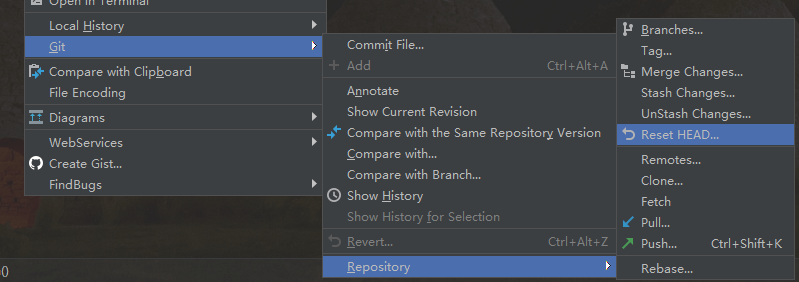 Open in Terminal
Local History
Git
Compare with Clipboard
File Encoding
Diagrams
WebServices
Create Gist...
FindBugs
Commit File...
Add Ctrl+Alt+A
Annotate
Show Current Revision
Compare with the Same Repository Version
Compare with...
Compare with Branch...
Show History
Show History for Selection
Revert... Ctrl+Alt+Z
Repository
Branches...
Tag...
Merge Changes...
Stash Changes...
UnStash Changes...
Reset HEAD...
Remotes...
Clone...
Fetch
Pull...
Push... Ctrl+Shift+K
Rebase...